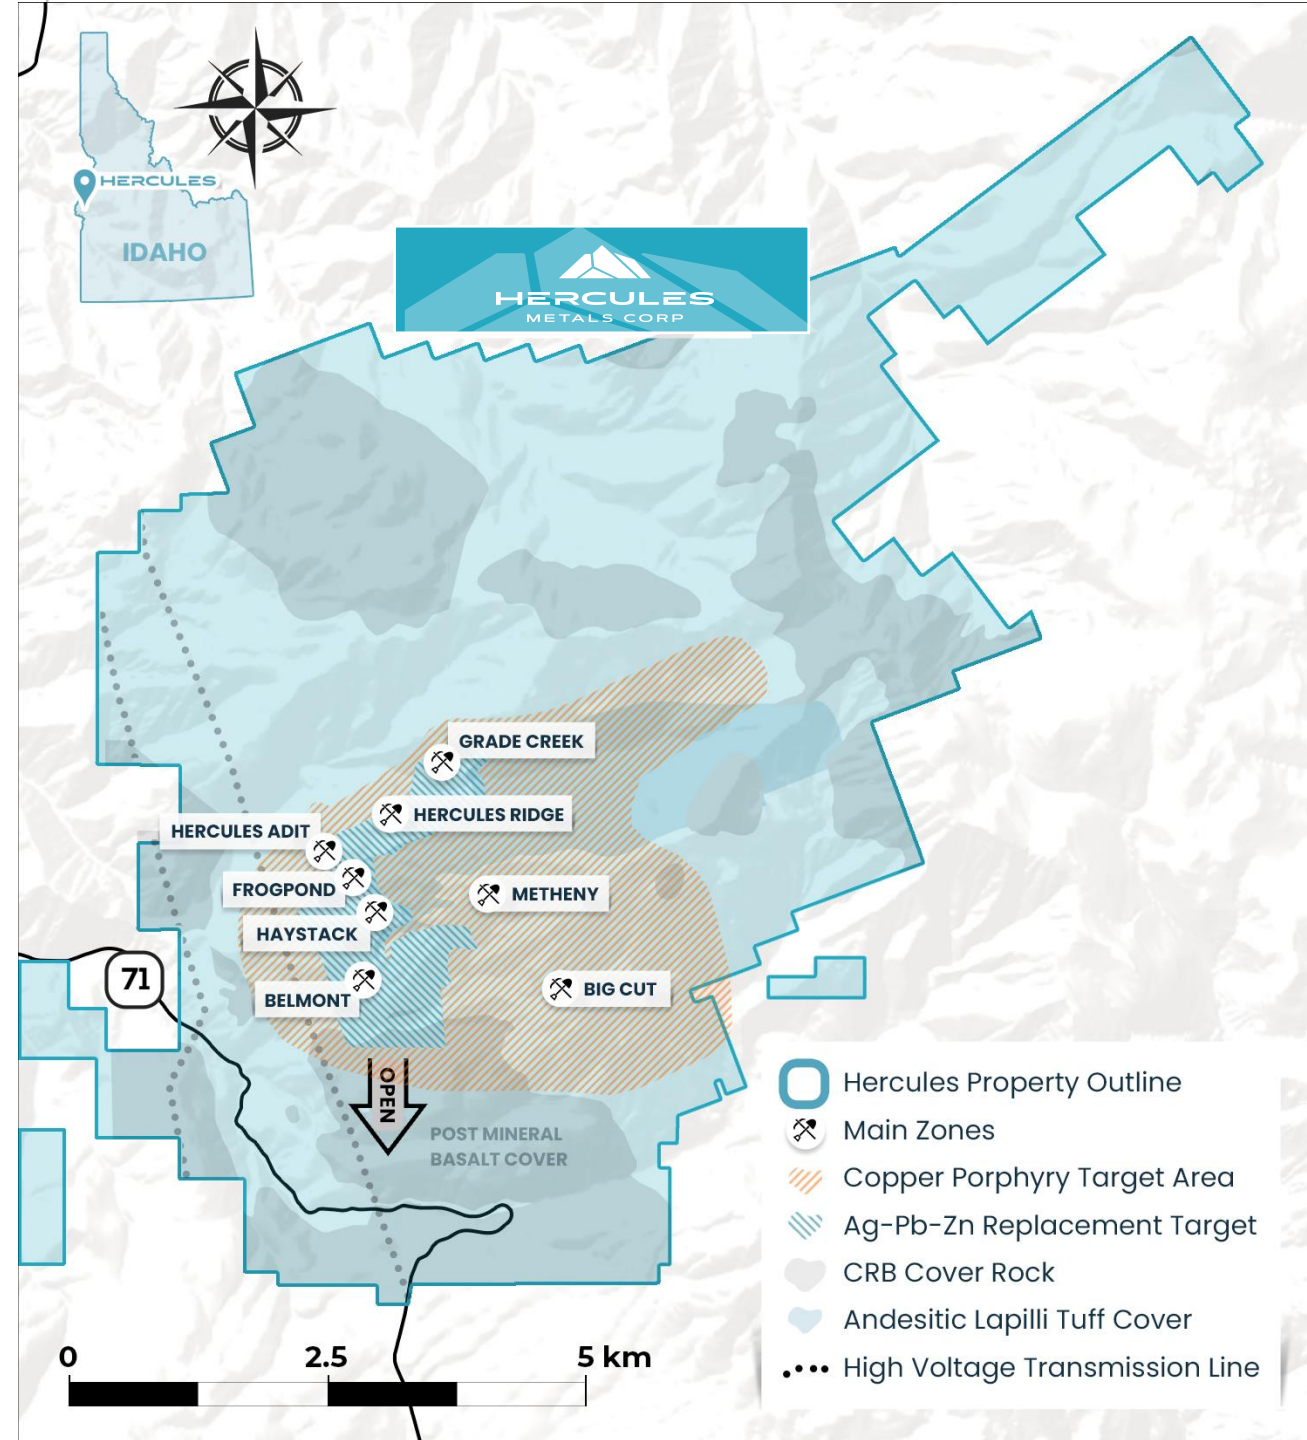 HERCULES
IDAHO
HERCULES
METALS CORP
GRADE CREEK
HERCULES RIDGE
HERCULES ADIT
FROGPOND
METHENY
HAYSTACK
71
BIG CUT
BELMONT
OPEN
POST MINERAL
BASALT COVER
Hercules Property Outline
Main Zones
Copper Porphyry Target Area
Ag-Pb-Zn Replacement Target
CRB Cover Rock
Andesitic Lapilli Tuff Cover
High Voltage Transmission Line
0 2.5 5 km